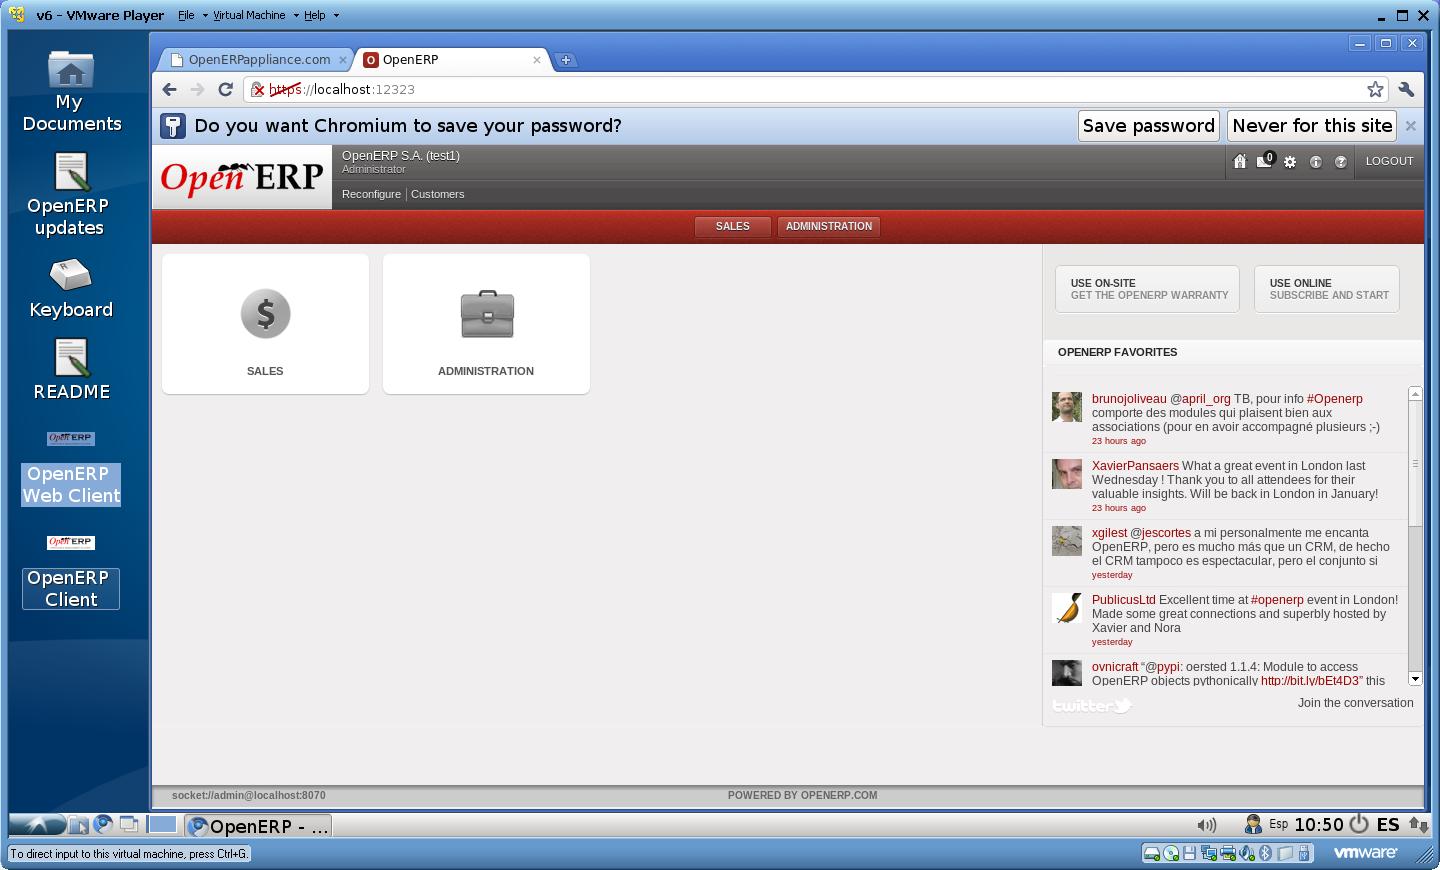 v6 - VMware Player File Virtual Machine Help
My
Documents
OpenERP
updates
Keyboard
README
OpenERP
OpenERP
Web Client
OpenERP
OpenERP
Client
OpenERPappliance.com
OpenERP
https://localhost:12323
Do you want Chromium to save your password?
Save password
Never for this site
OpenERP
OpenERP S.A. (test1)
Administrator
Reconfigure
Customers
0
LOGOUT
SALES
ADMINISTRATION
SALES
ADMINISTRATION
USE ON-SITE
GET THE OPENERP WARRANTY
USE ONLINE
SUBSCRIBE AND START
OPENERP FAVORITES
brunojoliveau @april_org TB, pour info #Openerp
comporte des modules qui plaisent bien aux
associations (pour en avoir accompagné plusieurs ;-)
23 hours ago
XavierPansaers What a great event in London last
Wednesday ! Thank you to all attendees for their
valuable insights. Will be back in London in January!
23 hours ago
xgilest @jescortes a mi personalmente me encanta
OpenERP, pero es mucho más que un CRM, de hecho
el CRM tampoco es espectacular, pero el conjunto si
yesterday
PublicusLtd Excellent time at #openerp event in London!
Made some great connections and superbly hosted by
Xavier and Nora
yesterday
ovnicraft “@pypi: oersted 1.1.4: Module to access
OpenERP objects pythonically http://bit.ly/bEt4D3” this
twitter
Join the conversation
socket://admin@localhost:8070
POWERED BY OPENERP.COM
OpenERP - ...
Esp 10:50 ES
To direct input to this virtual machine, press Ctrl+G.
vmware